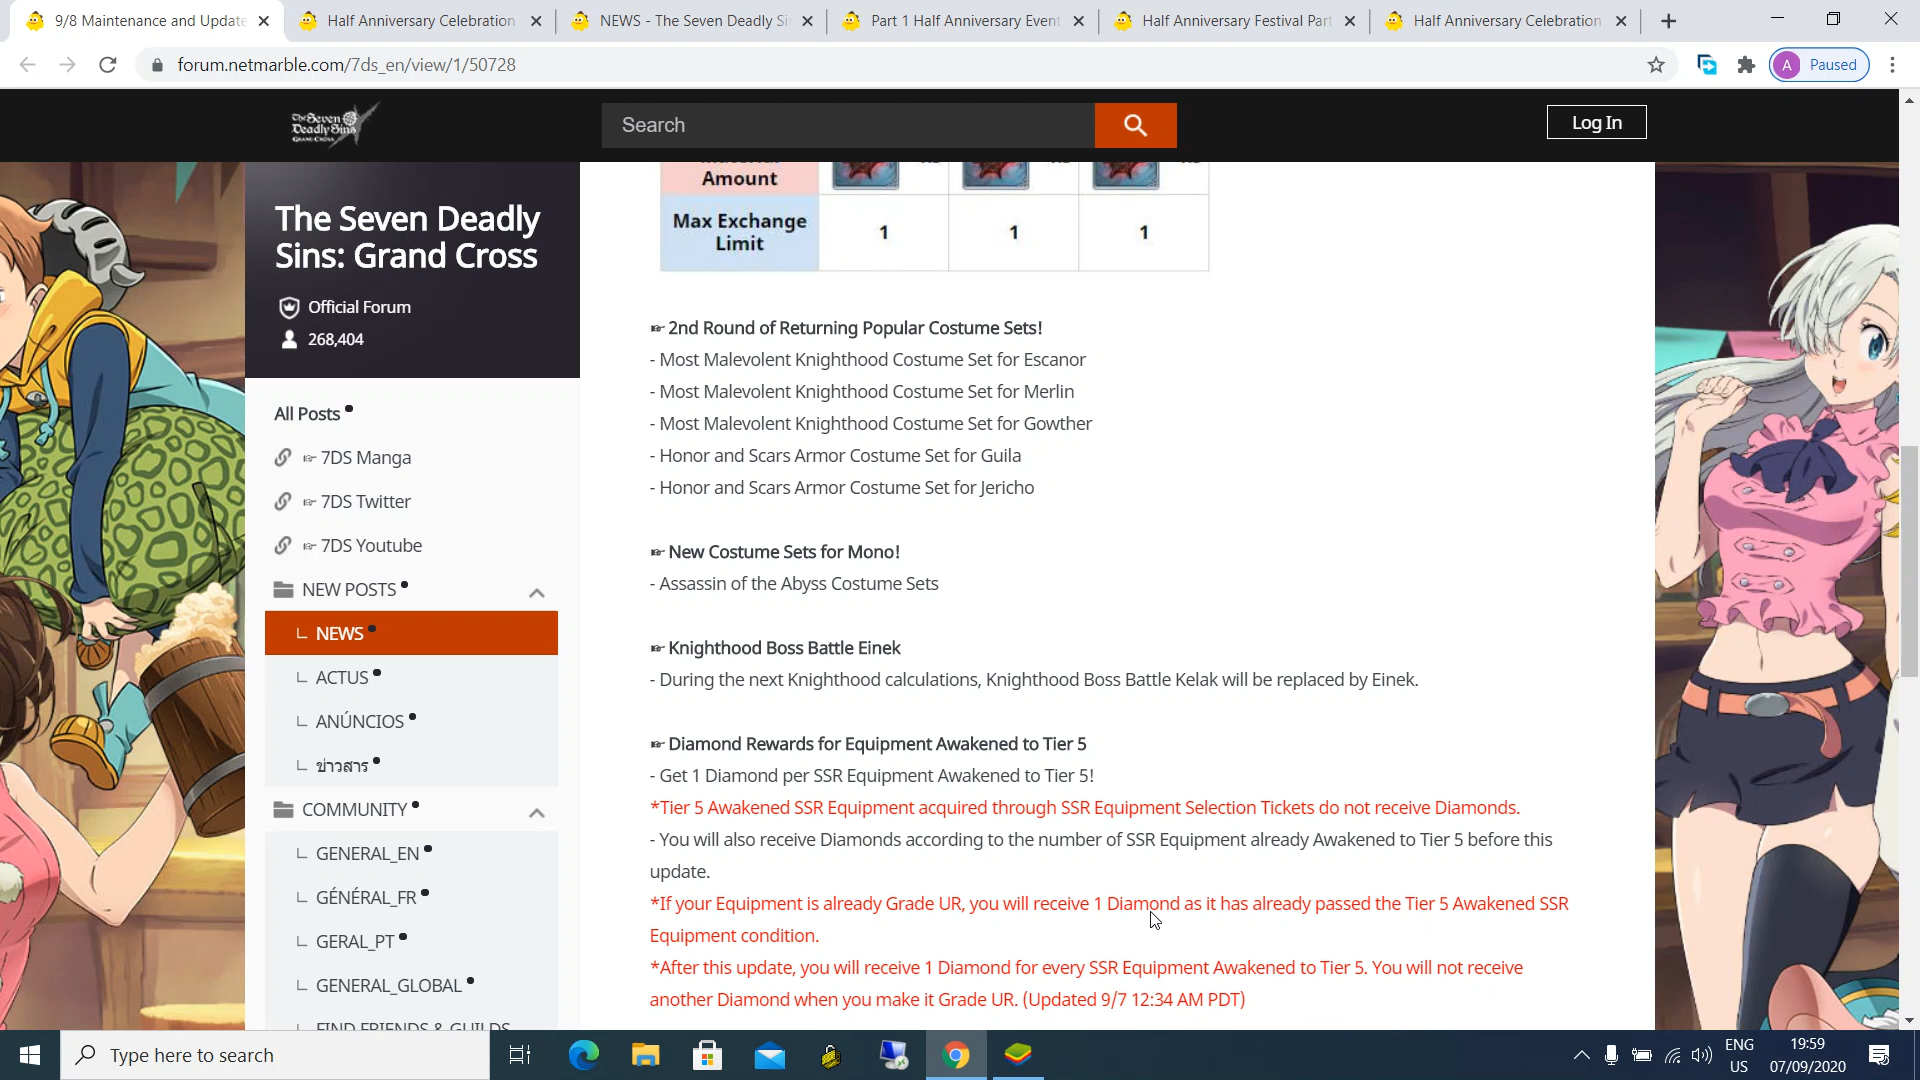 9/8 Maintenance and Update
Half Anniversary Celebration
NEWS - The Seven Deadly Si
Part 1 Half Anniversary Event
Half Anniversary Festival Part
Half Anniversary Celebration
forum.netmarble.com/7ds_en/view/1/50728
A Paused
The Seven
Deadly Sins
GRAND CROSS
Search
Log In
The Seven Deadly
Sins: Grand Cross
Official Forum
268,404
All Posts
☞ 7DS Manga
☞ 7DS Twitter
☞ 7DS Youtube
NEW POSTS
NEWS
ACTUS
ANÚNCIOS
ข่าวสาร
COMMUNITY
GENERAL_EN
GÉNÉRAL_FR
GERAL_PT
GENERAL_GLOBAL
FIND FRIENDS & GUILDS
Amount
Max Exchange
Limit
1
1
1
☞ 2nd Round of Returning Popular Costume Sets!
- Most Malevolent Knighthood Costume Set for Escanor
- Most Malevolent Knighthood Costume Set for Merlin
- Most Malevolent Knighthood Costume Set for Gowther
- Honor and Scars Armor Costume Set for Guila
- Honor and Scars Armor Costume Set for Jericho
☞ New Costume Sets for Mono!
- Assassin of the Abyss Costume Sets
☞ Knighthood Boss Battle Einek
- During the next Knighthood calculations, Knighthood Boss Battle Kelak will be replaced by Einek.
☞ Diamond Rewards for Equipment Awakened to Tier 5
- Get 1 Diamond per SSR Equipment Awakened to Tier 5!
*Tier 5 Awakened SSR Equipment acquired through SSR Equipment Selection Tickets do not receive Diamonds.
- You will also receive Diamonds according to the number of SSR Equipment already Awakened to Tier 5 before this
update.
*If your Equipment is already Grade UR, you will receive 1 Diamond as it has already passed the Tier 5 Awakened SSR
Equipment condition.
*After this update, you will receive 1 Diamond for every SSR Equipment Awakened to Tier 5. You will not receive
another Diamond when you make it Grade UR. (Updated 9/7 12:34 AM PDT)
Type here to search
ENG
US
19:59
07/09/2020